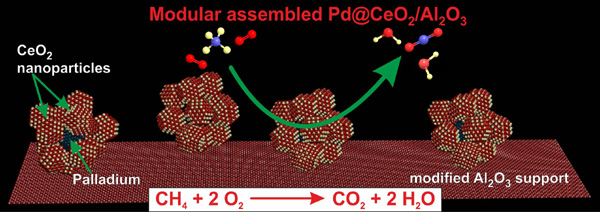 Modular assembled Pd@CeO₂/Al₂O₃
CeO₂
nanoparticles
Palladium
modified Al₂O₃ support
CH₄ + 2 O₂ → CO₂ + 2 H₂O